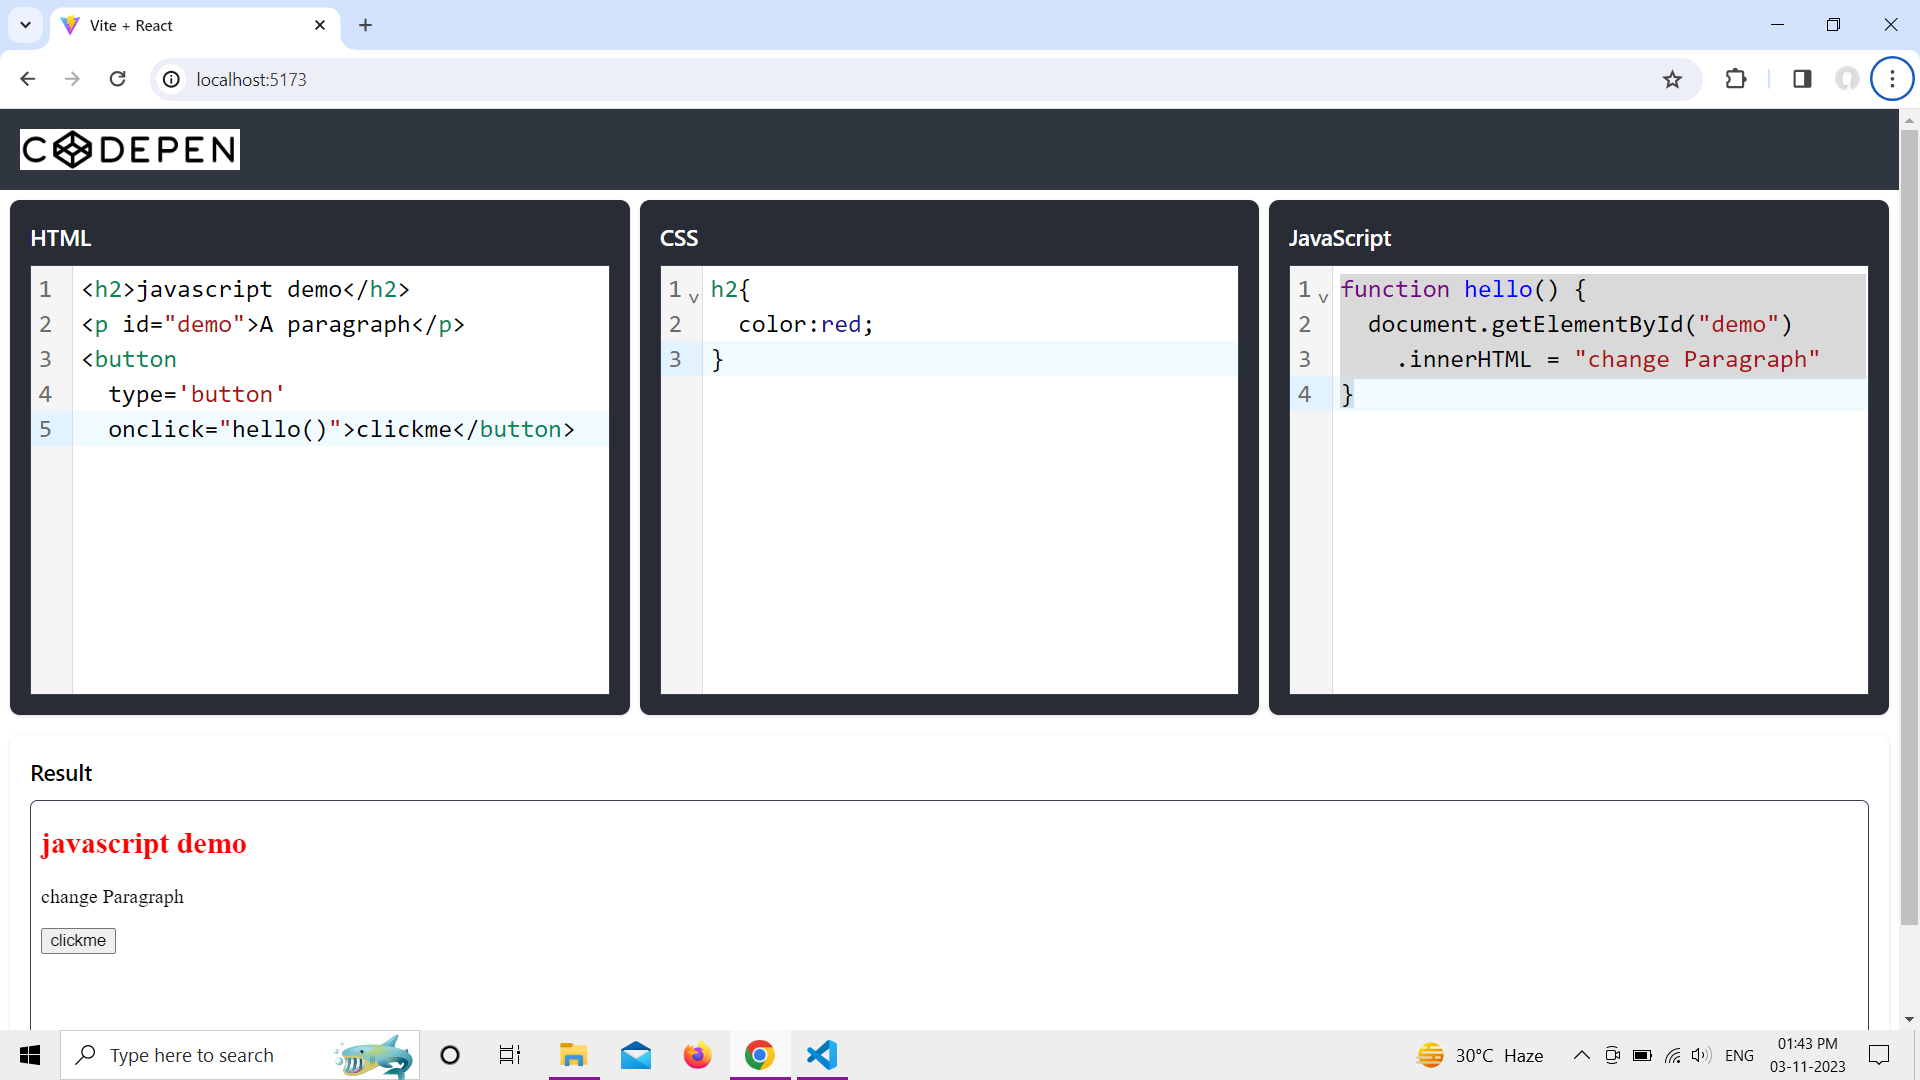 Vite + React
localhost:5173
CODEPEN
HTML
1 <h2>javascript demo</h2>
2 <p id="demo">A paragraph</p>
3 <button
4   type='button'
5   onclick="hello()">clickme</button>
CSS
1 h2{
2   color:red;
3 }
JavaScript
1 function hello() {
2   document.getElementById("demo")
3     .innerHTML = "change Paragraph"
4 }
Result
javascript demo
change Paragraph
clickme
Type here to search
30°C Haze
ENG
01:43 PM
03-11-2023